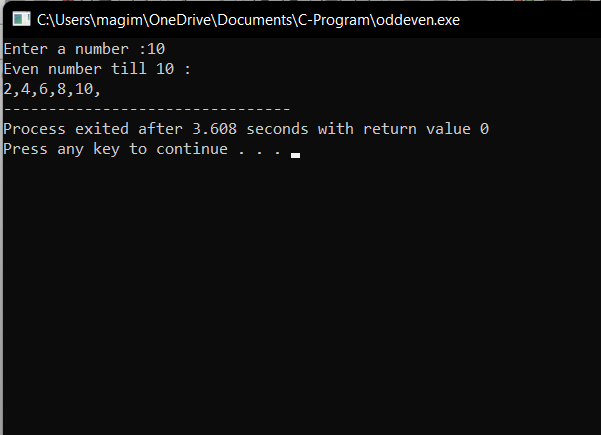 C:\Users\magim\OneDrive\Documents\C-Program\oddeven.exe
Enter a number :10
Even number till 10 :
2,4,6,8,10,
--------------------------------
Process exited after 3.608 seconds with return value 0
Press any key to continue . . .